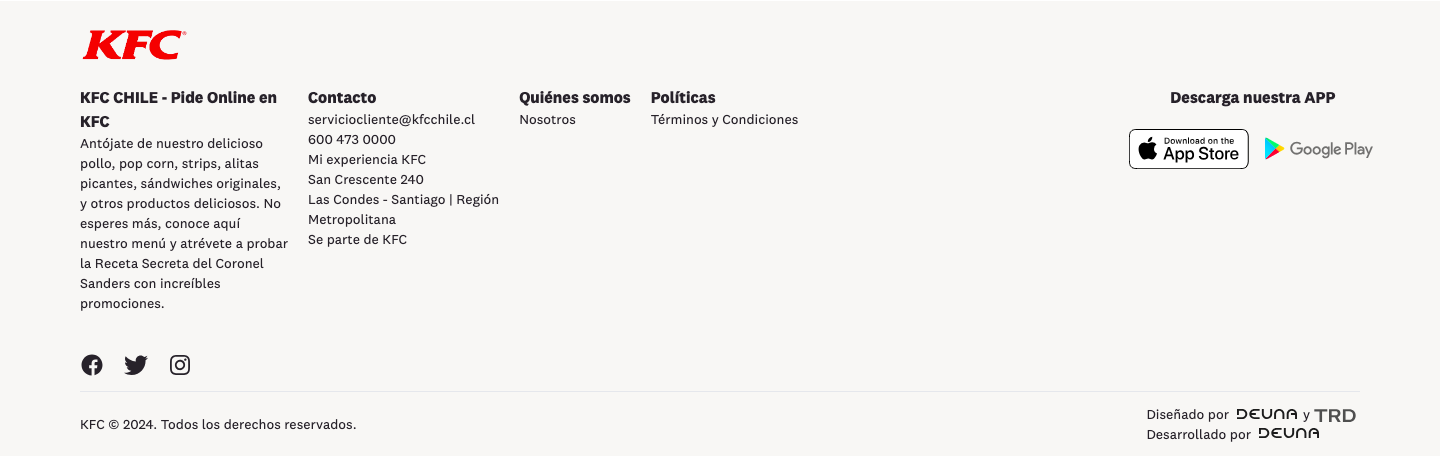 KFC®
KFC CHILE - Pide Online en
KFC
Antójate de nuestro delicioso
pollo, pop corn, strips, alitas
picantes, sándwiches originales,
y otros productos deliciosos. No
esperes más, conoce aquí
nuestro menú y atrévete a probar
la Receta Secreta del Coronel
Sanders con increíbles
promociones.
Contacto
serviciocliente@kfcchile.cl
600 473 0000
Mi experiencia KFC
San Crescente 240
Las Condes - Santiago | Región
Metropolitana
Se parte de KFC
Quiénes somos
Nosotros
Políticas
Términos y Condiciones
Descarga nuestra APP
Download on the
App Store
Google Play
KFC © 2024. Todos los derechos reservados.
Diseñado por DEUNA y TRD
Desarrollado por DEUNA